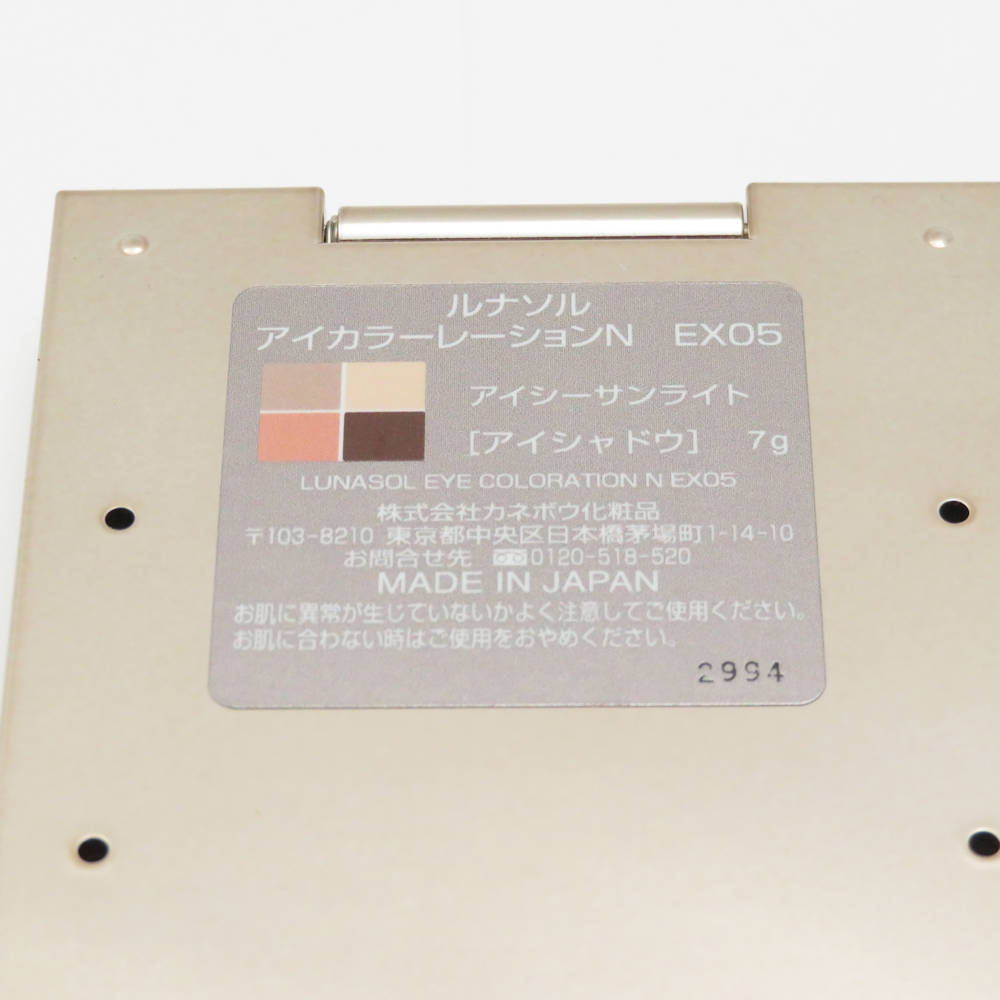 ルナソル
アイカラーレーションN EX05
アイシーサンライト
［アイシャドウ］ 7g
LUNASOL EYE COLORATION N EX05
株式会社カネボウ化粧品
〒103-8210 東京都中央区日本橋茅場町1-14-10
お問合せ先 0120-518-520
MADE IN JAPAN
お肌に異常が生じていないかよく注意してご使用ください。
お肌に合わない時はご使用をおやめください。
2994